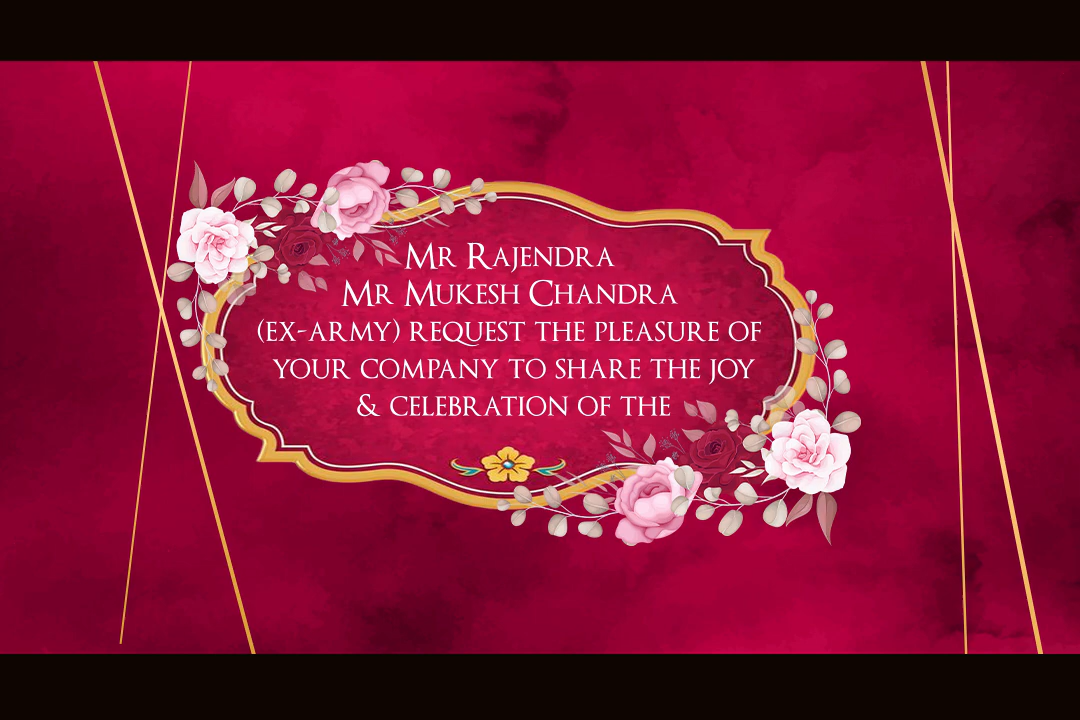 Mr Rajendra
Mr Mukesh Chandra
(ex-army) request the pleasure of
your company to share the joy
& celebration of the